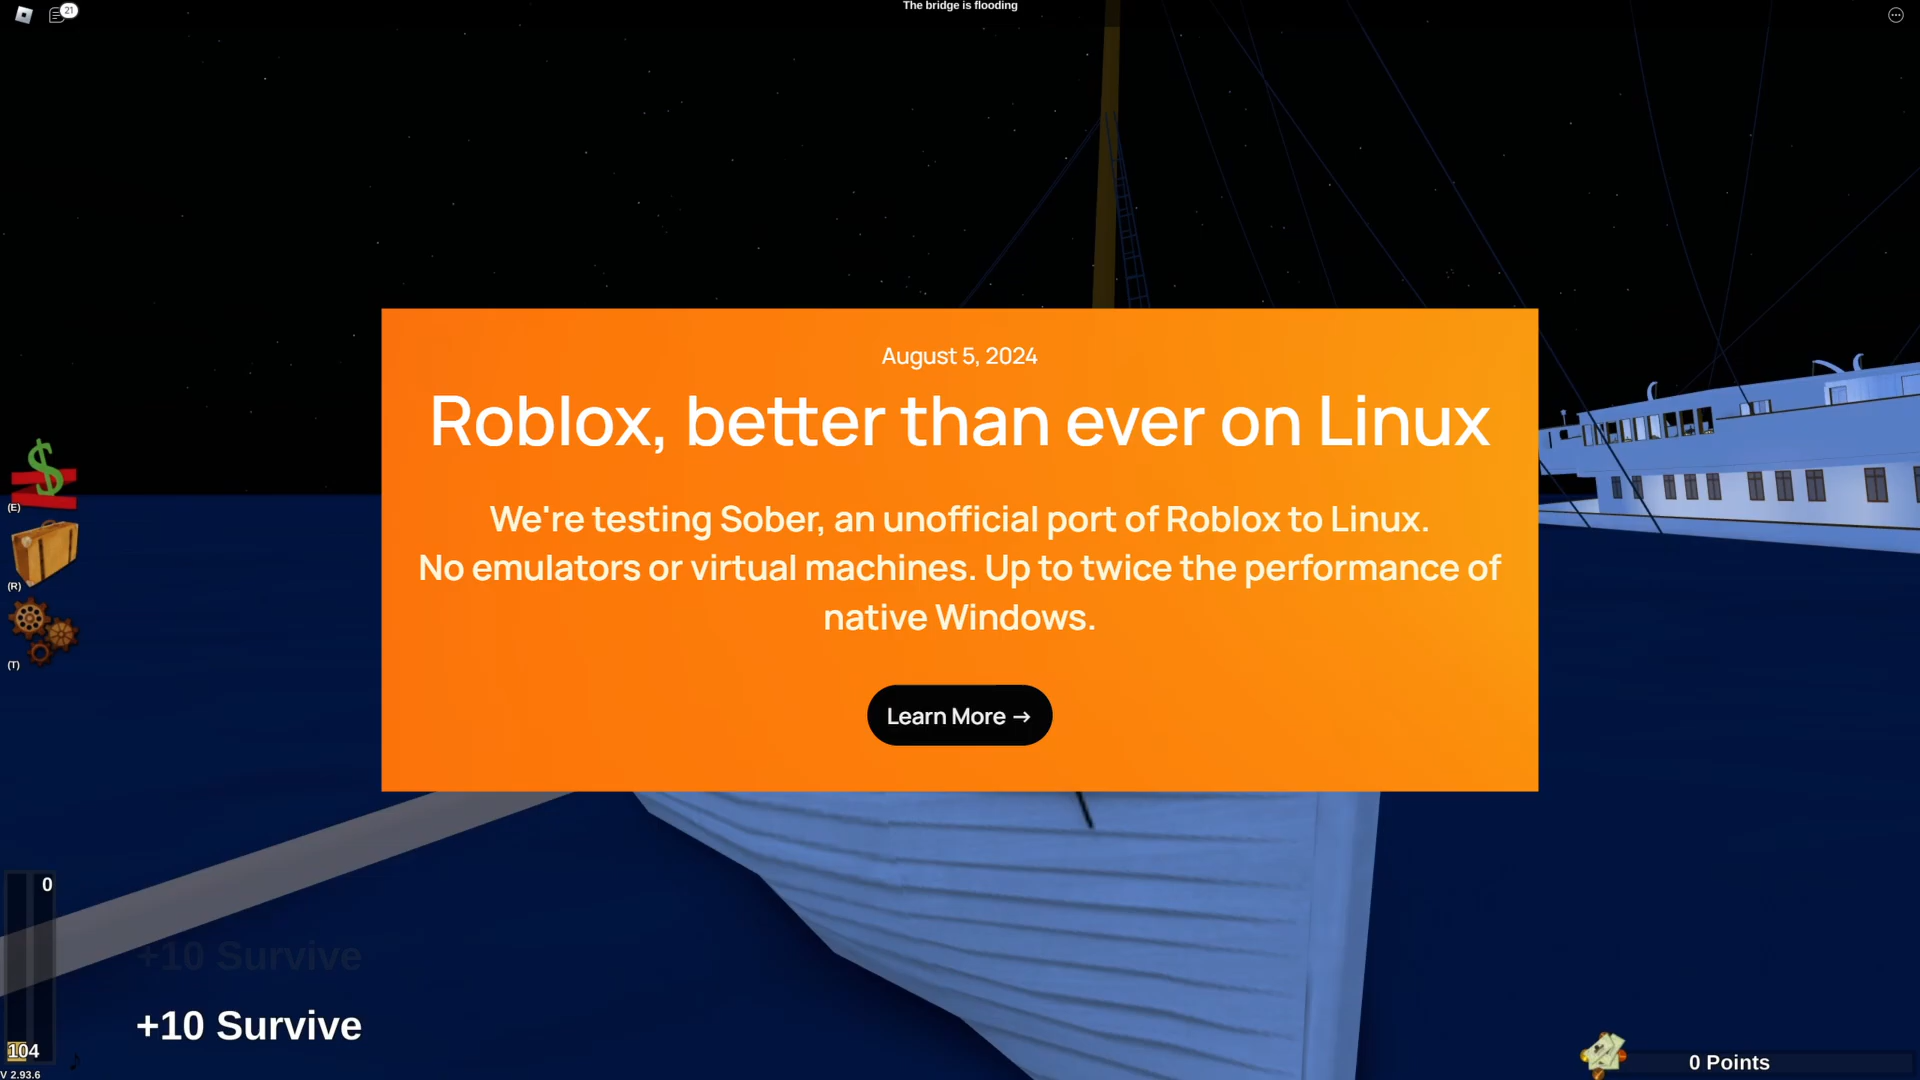 21
The bridge is flooding
August 5, 2024
Roblox, better than ever on Linux
We're testing Sober, an unofficial port of Roblox to Linux.
No emulators or virtual machines. Up to twice the performance of
native Windows.
Learn More →
(E)
(R)
(T)
0
+10 Survive
+10 Survive
104
V 2.93.6
0 Points